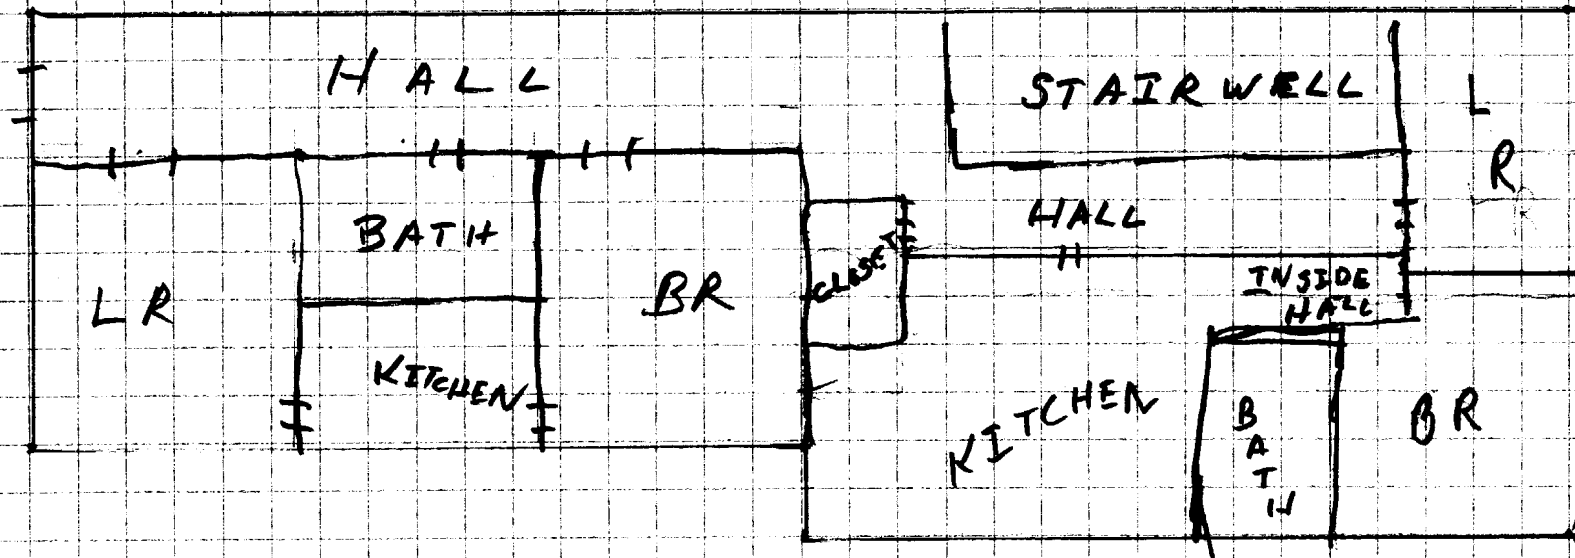 HALL
STAIRWELL
L
R
BATH
HALL
LR
BR
CLOSET
INSIDE
HALL
KITCHEN
KITCHEN
B
A
T
H
BR